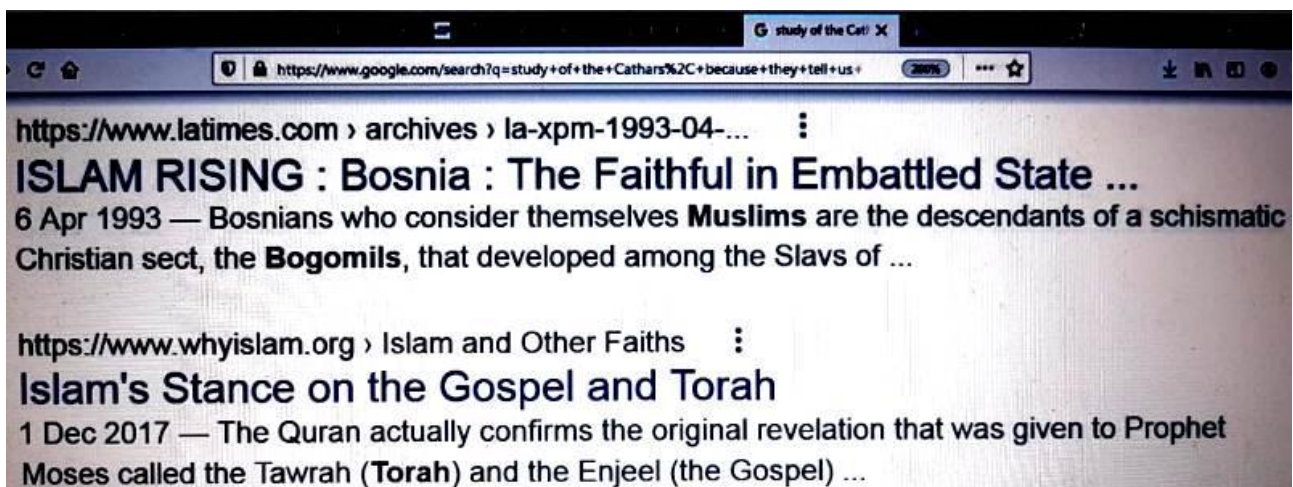 G study of the Cat
https://www.google.com/search?q=study+of+the+Cathars%2C+because+they+tell+us+ 200%
https://www.latimes.com › archives › la-xpm-1993-04-...
ISLAM RISING : Bosnia : The Faithful in Embattled State ...
6 Apr 1993 — Bosnians who consider themselves Muslims are the descendants of a schismatic
Christian sect, the Bogomils, that developed among the Slavs of ...
https://www.whyislam.org › Islam and Other Faiths
Islam's Stance on the Gospel and Torah
1 Dec 2017 — The Quran actually confirms the original revelation that was given to Prophet
Moses called the Tawrah (Torah) and the Enjeel (the Gospel) ...